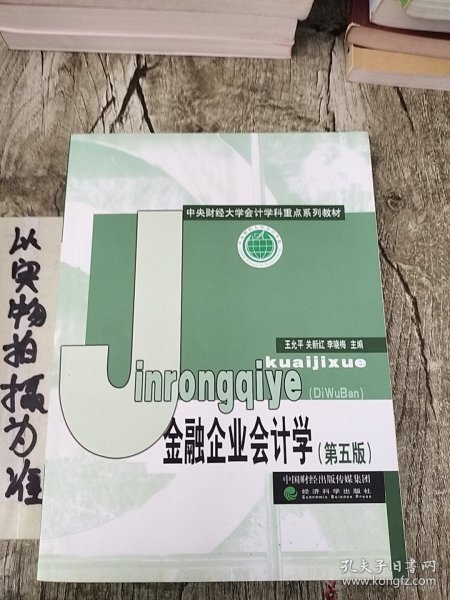 中央财经大学会计学科重点系列教材
王允平 关新红 李晓梅 主编
kuaijixue
Jinrongqiye
(DiWuBan)
金融企业会计学(第五版)
中国财经出版传媒集团
经济科学出版社
Economic Science Press
以实物拍摄为准
孔夫子旧书网
www.kongfz.com